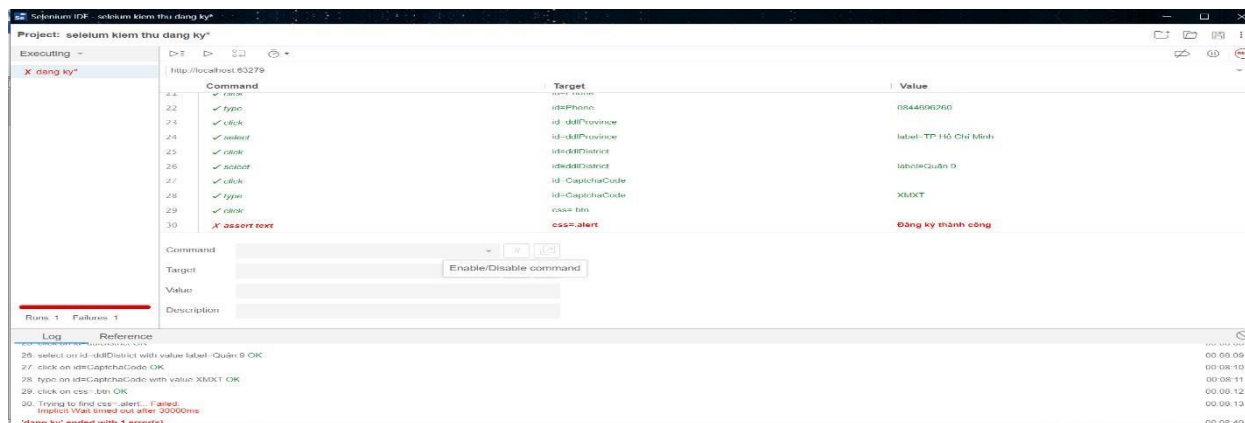 Selenium IDE - seleium kiem thu dang ky*
Project: seleium kiem thu dang ky*
Executing
X dang ky*
http://localhost:63279
Command Target Value
22 ✓ type id=Phone 0844696260
23 ✓ click id=ddlProvince
24 ✓ select id=ddlProvince label=TP Hồ Chí Minh
25 ✓ click id=ddlDistrict
26 ✓ select id=ddlDistrict label=Quận 9
27 ✓ click id=CaptchaCode
28 ✓ type id=CaptchaCode XMXT
29 ✓ click css=.btn
30 X assert text css=.alert Đăng ký thành công
Command
Enable/Disable command
Target
Value
Description
Runs: 1 Failures: 1
Log Reference
26. select on id=ddlDistrict with value label=Quận 9 OK 00:08:09
27. click on id=CaptchaCode OK 00:08:10
28. type on id=CaptchaCode with value XMXT OK 00:08:11
29. click on css=.btn OK 00:08:12
30. Trying to find css=.alert... Failed: 00:08:13
Implicit Wait timed out after 30000ms
'dang ky' ended with 1 error(s)